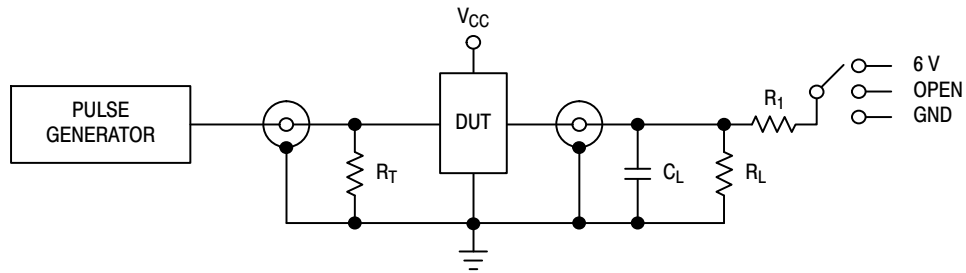 V_CC
6 V
OPEN
GND
R_1
PULSE
GENERATOR
DUT
R_T
C_L
R_L